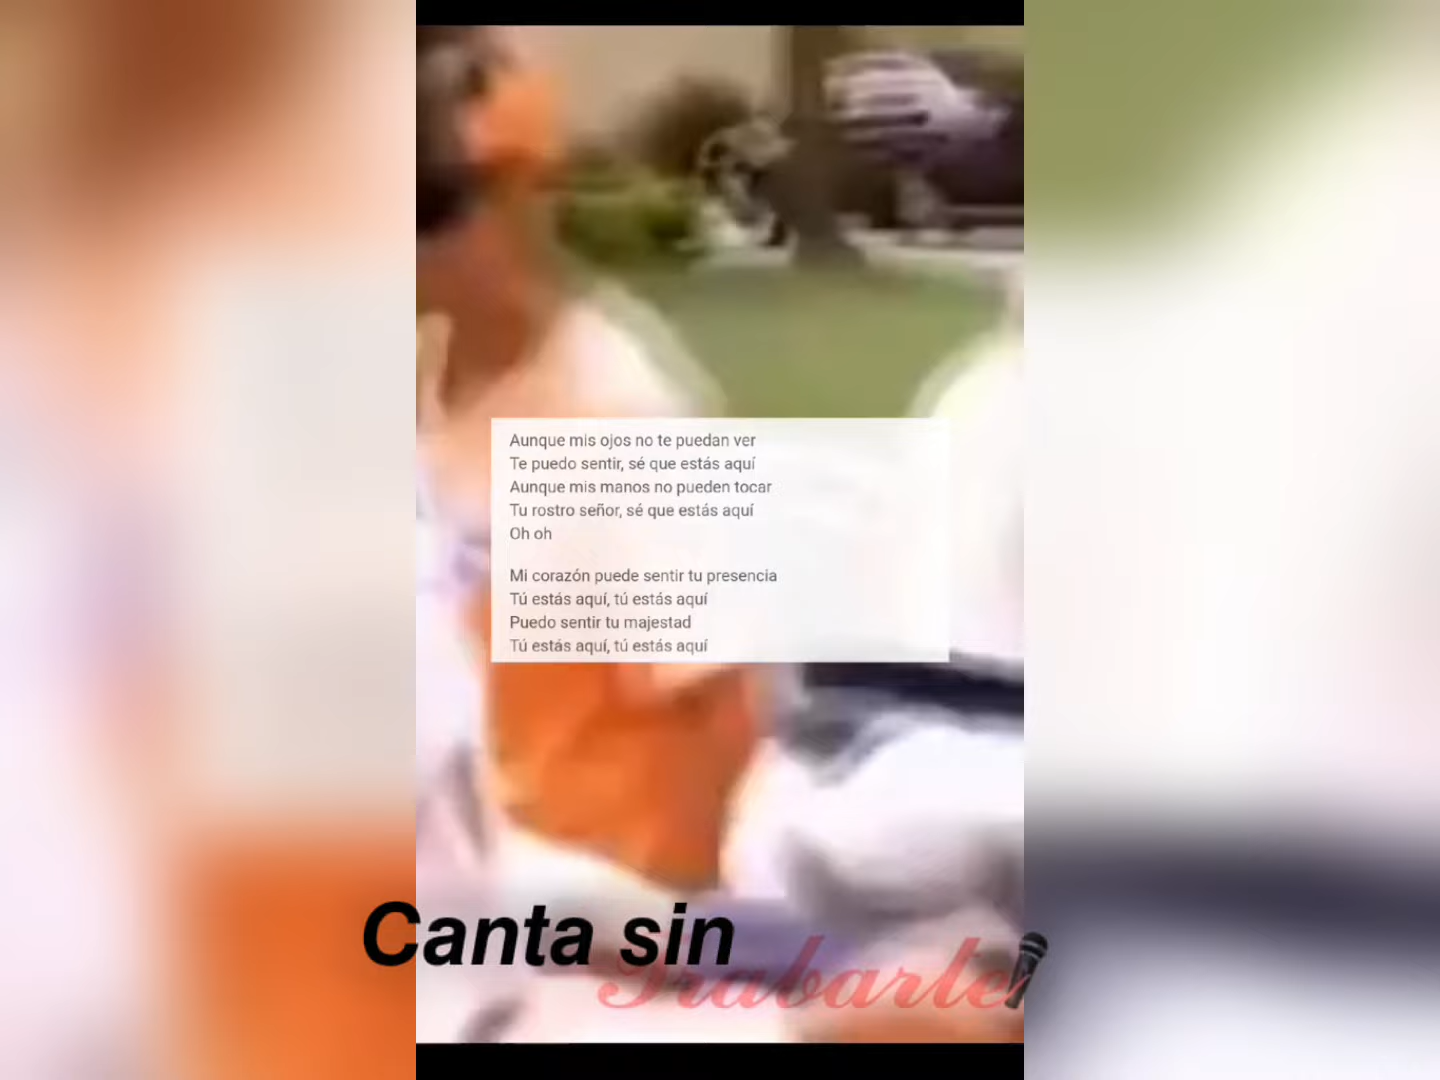 Aunque mis ojos no te puedan ver
Te puedo sentir, sé que estás aquí
Aunque mis manos no pueden tocar
Tu rostro señor, sé que estás aquí
Oh oh
Mi corazón puede sentir tu presencia
Tú estás aquí, tú estás aquí
Puedo sentir tu majestad
Tú estás aquí, tú estás aquí
Canta sin
Trabarte